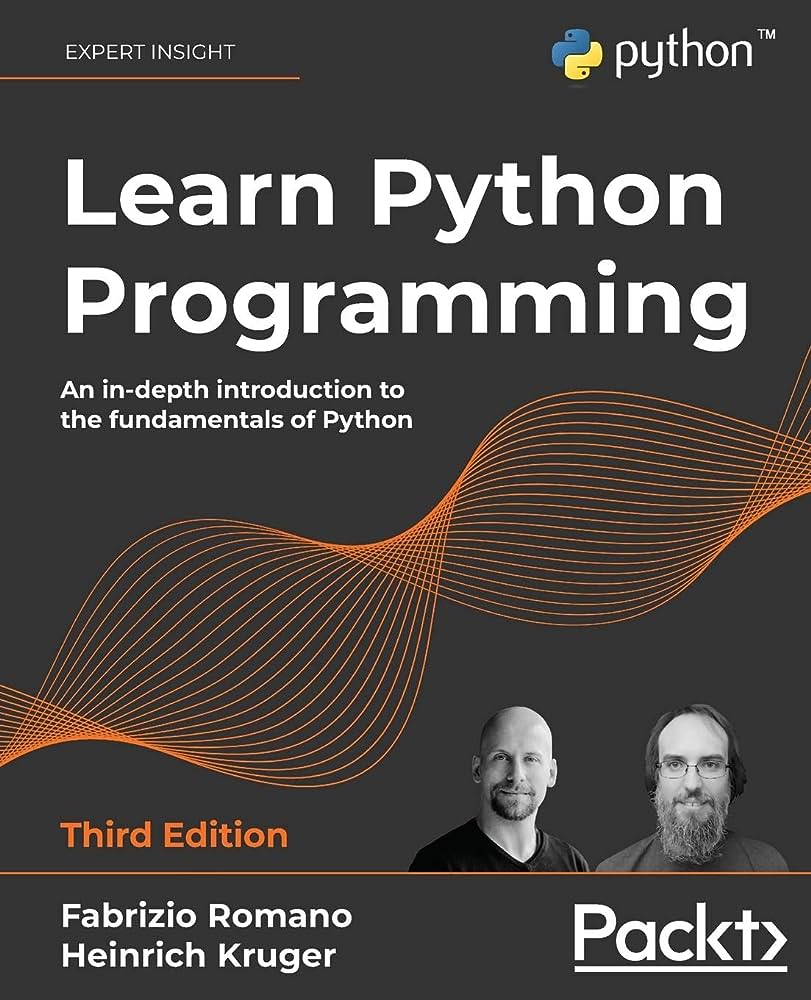 EXPERT INSIGHT
python™
Learn Python
Programming
An in-depth introduction to
the fundamentals of Python
Third Edition
Fabrizio Romano
Heinrich Kruger
Packt>